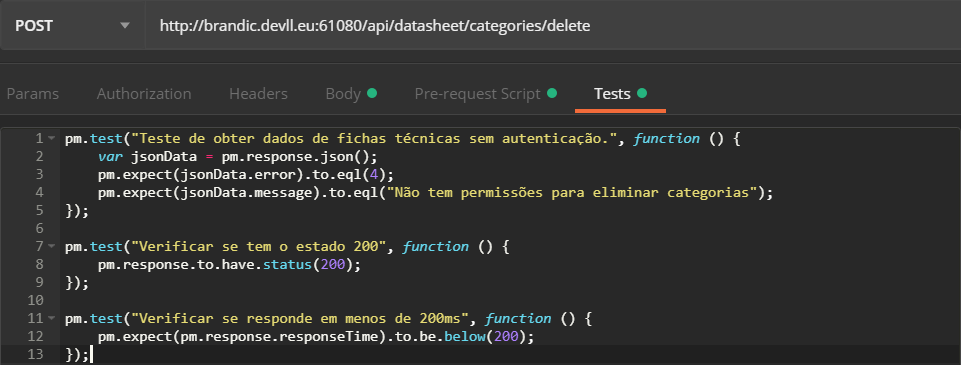 POST http://brandic.devll.eu:61080/api/datasheet/categories/delete
Params Authorization Headers Body Pre-request Script Tests
1 pm.test("Teste de obter dados de fichas técnicas sem autenticação.", function () {
2 var jsonData = pm.response.json();
3 pm.expect(jsonData.error).to.eql(4);
4 pm.expect(jsonData.message).to.eql("Não tem permissões para eliminar categorias");
5 });
6
7 pm.test("Verificar se tem o estado 200", function () {
8 pm.response.to.have.status(200);
9 });
10
11 pm.test("Verificar se responde em menos de 200ms", function () {
12 pm.expect(pm.response.responseTime).to.be.below(200);
13 });